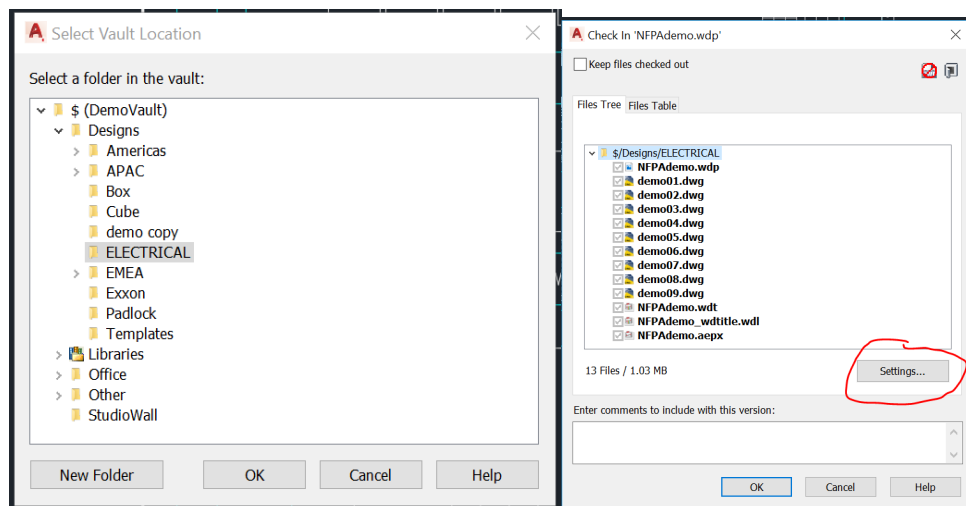 Select Vault Location
Select a folder in the vault:
$ (DemoVault)
Designs
Americas
APAC
Box
Cube
demo copy
ELECTRICAL
EMEA
Exxon
Padlock
Templates
Libraries
Office
Other
StudioWall
New Folder OK Cancel Help
Check In 'NFPAdemo.wdp'
Keep files checked out
Files Tree Files Table
$/Designs/ELECTRICAL
NFPAdemo.wdp
demo01.dwg
demo02.dwg
demo03.dwg
demo04.dwg
demo05.dwg
demo06.dwg
demo07.dwg
demo08.dwg
demo09.dwg
NFPAdemo.wdt
NFPAdemo_wdtitle.wdl
NFPAdemo.aepx
13 Files / 1.03 MB Settings...
Enter comments to include with this version:
OK Cancel Help